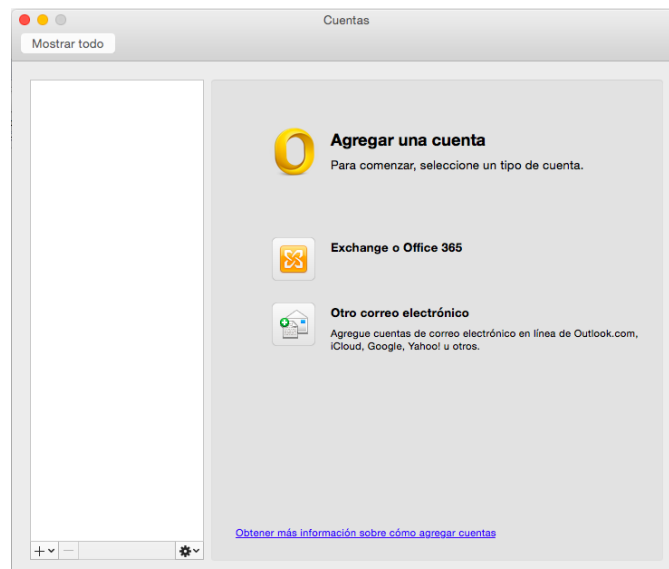 Cuentas
Mostrar todo
Agregar una cuenta
Para comenzar, seleccione un tipo de cuenta.
Exchange o Office 365
Otro correo electrónico
Agregue cuentas de correo electrónico en línea de Outlook.com,
iCloud, Google, Yahoo! u otros.
Obtener más información sobre cómo agregar cuentas